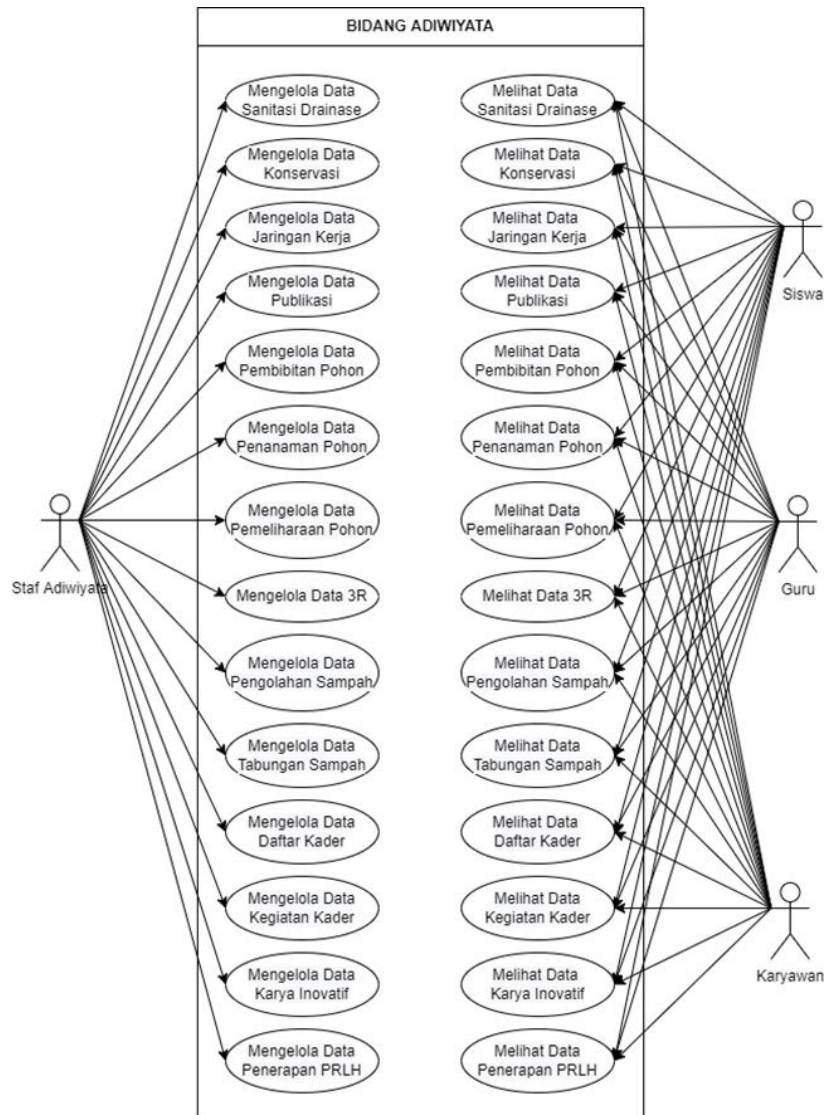 BIDANG ADIWIYATA
Mengelola Data
Sanitasi Drainase
Melihat Data
Sanitasi Drainase
Mengelola Data
Konservasi
Melihat Data
Konservasi
Mengelola Data
Jaringan Kerja
Melihat Data
Jaringan Kerja
Siswa
Mengelola Data
Publikasi
Melihat Data
Publikasi
Mengelola Data
Pembibitan Pohon
Melihat Data
Pembibitan Pohon
Mengelola Data
Penanaman Pohon
Melihat Data
Penanaman Pohon
Mengelola Data
Pemeliharaan Pohon
Melihat Data
Pemeliharaan Pohon
Staf Adiwiyata
Mengelola Data 3R
Melihat Data 3R
Guru
Mengelola Data
Pengolahan Sampah
Melihat Data
Pengolahan Sampah
Mengelola Data
Tabungan Sampah
Melihat Data
Tabungan Sampah
Mengelola Data
Daftar Kader
Melihat Data
Daftar Kader
Mengelola Data
Kegiatan Kader
Melihat Data
Kegiatan Kader
Karyawan
Mengelola Data
Karya Inovatif
Melihat Data
Karya Inovatif
Mengelola Data
Penerapan PRLH
Melihat Data
Penerapan PRLH